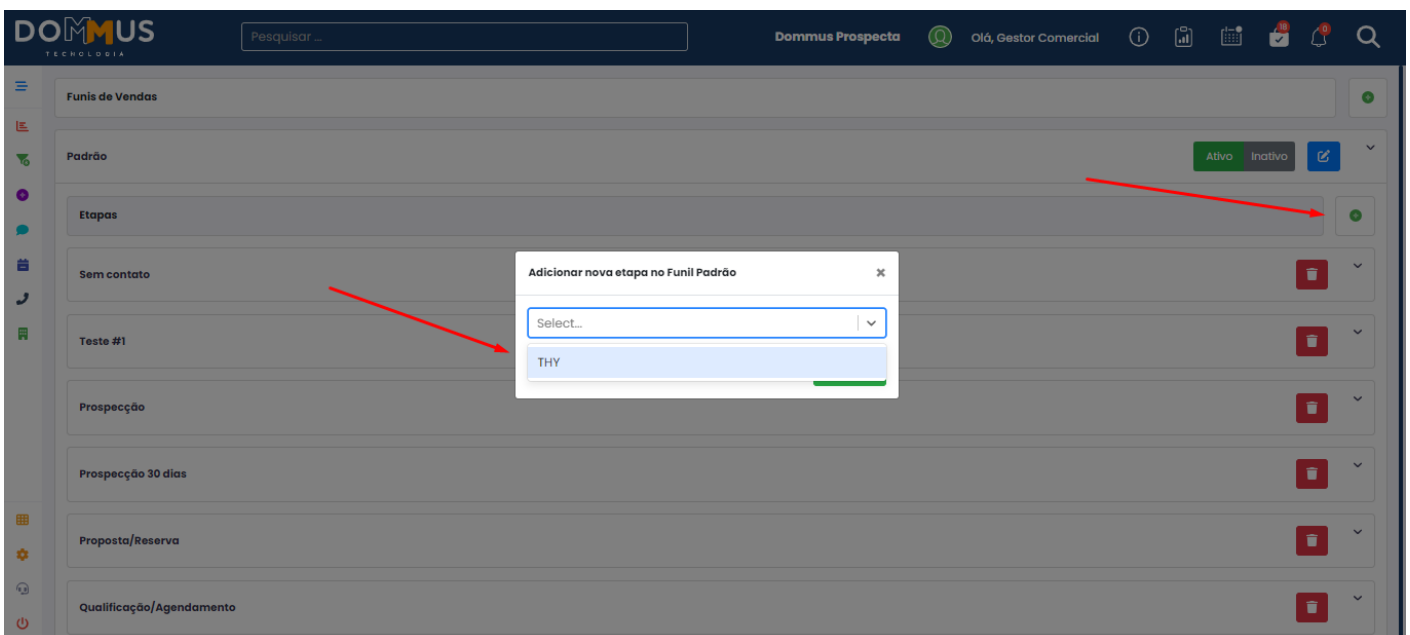 DOMMUS
TECNOLOGIA
Pesquisar ...
Dommus Prospecta
Olá, Gestor Comercial
18
0
Funis de Vendas
Padrão
Ativo Inativo
Etapas
Sem contato
Adicionar nova etapa no Funil Padrão
Select...
THY
Teste #1
Prospecção
Prospecção 30 dias
Proposta/Reserva
Qualificação/Agendamento